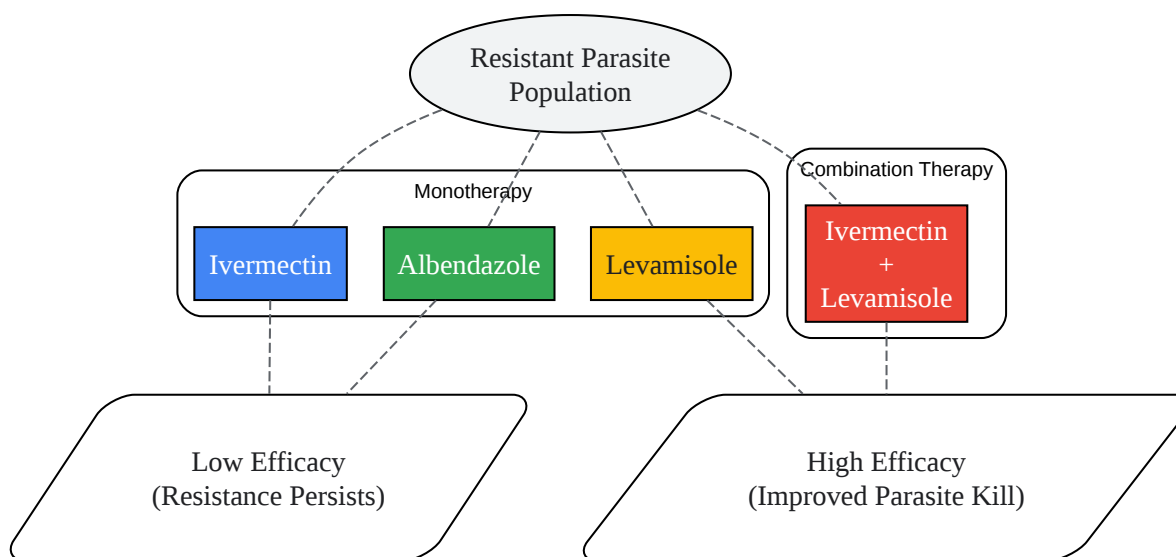 Resistant Parasite
Population
Combination Therapy
Monotherapy
Ivermectin
Albendazole
Levamisole
Ivermectin
+
Levamisole
Low Efficacy
(Resistance Persists)
High Efficacy
(Improved Parasite Kill)